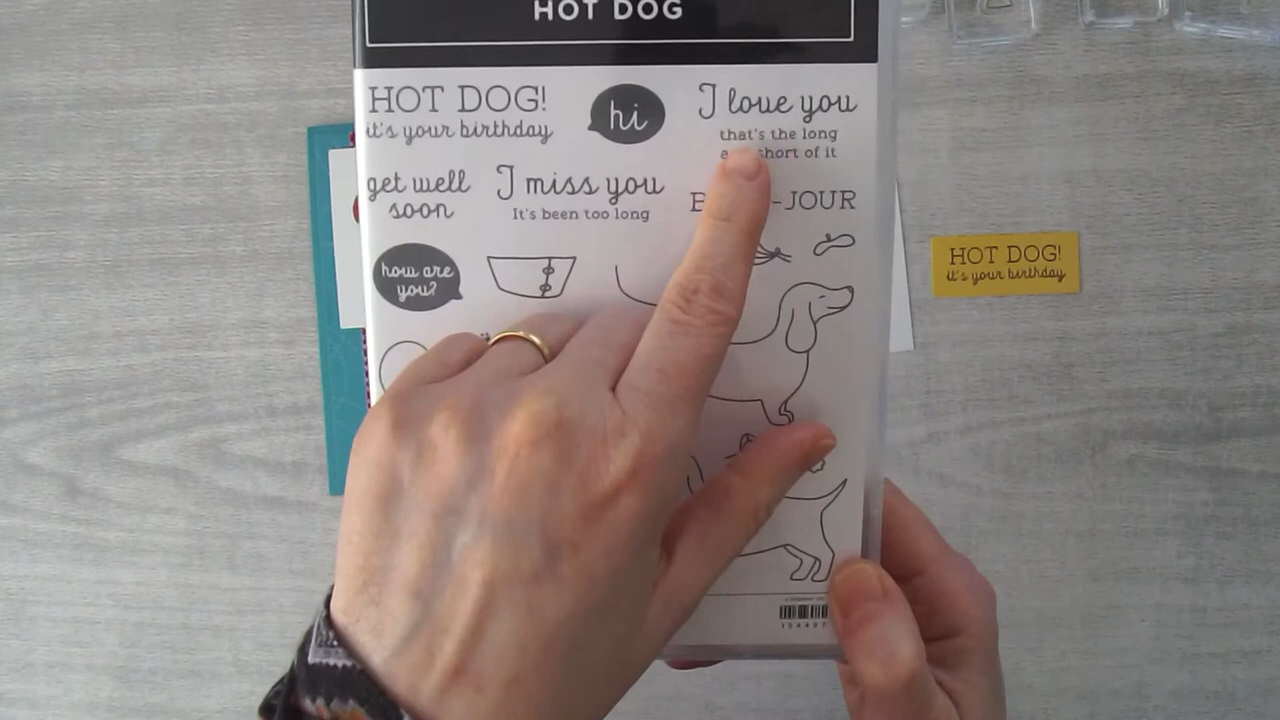 HOT DOG
HOT DOG!
it's your birthday
hi
I love you
that's the long
short of it
get well
soon
I miss you
It's been too long
-JOUR
how are
you?
HOT DOG!
it's your birthday